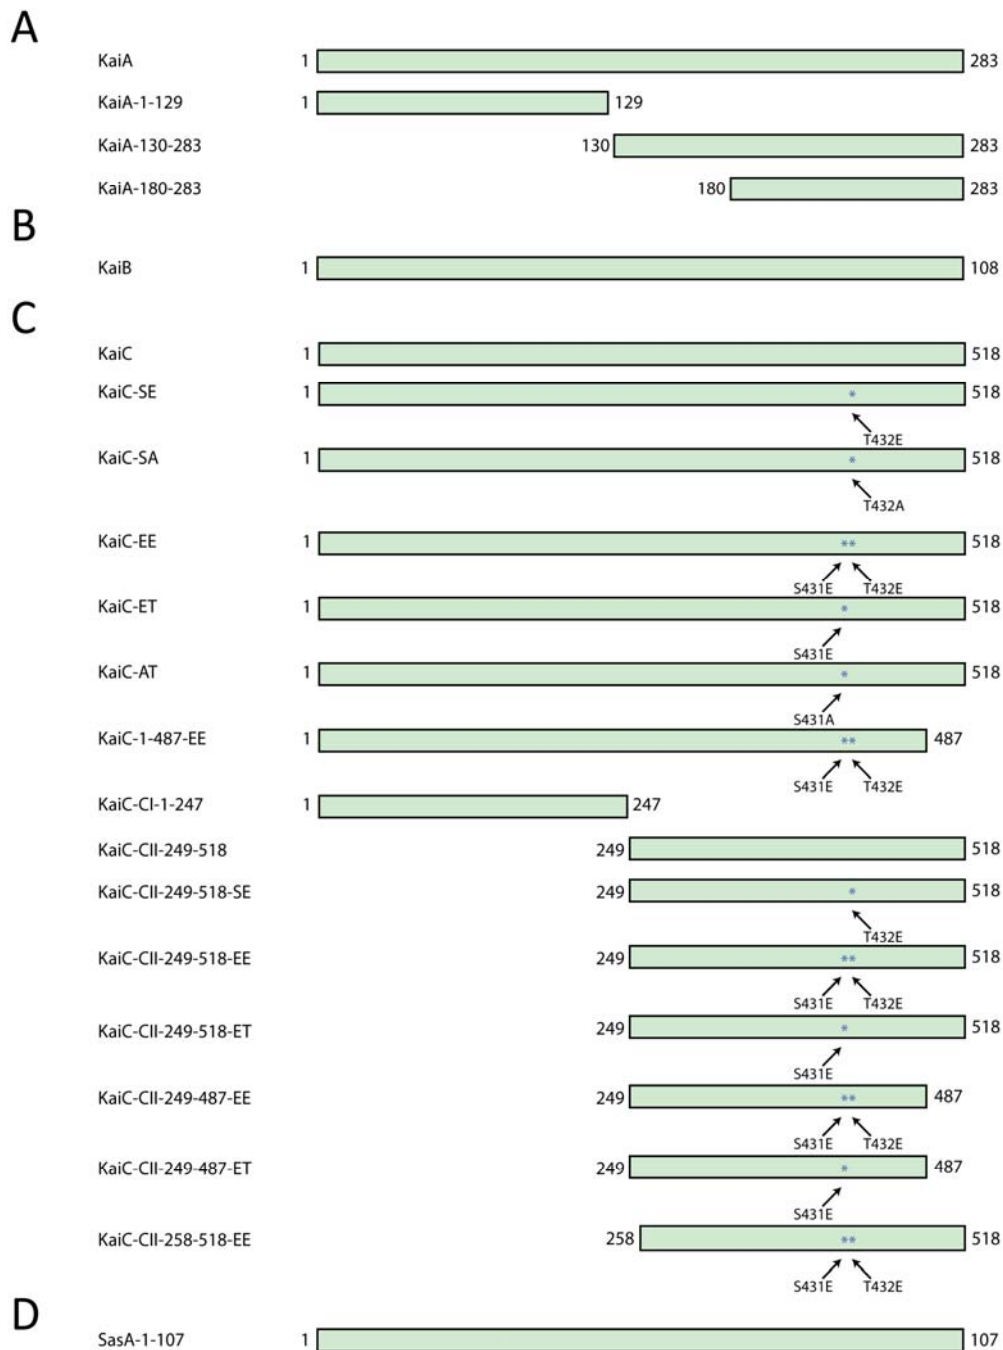 A
KaiA 1 283
KaiA-1-129 1 129
KaiA-130-283 130 283
KaiA-180-283 180 283
B
KaiB 1 108
C
KaiC 1 518
KaiC-SE 1 * 518
T432E
KaiC-SA 1 * 518
T432A
KaiC-EE 1 ** 518
S431E T432E
KaiC-ET 1 * 518
S431E
KaiC-AT 1 * 518
S431A
KaiC-1-487-EE 1 ** 487
S431E T432E
KaiC-CI-1-247 1 247
KaiC-CII-249-518 249 518
KaiC-CII-249-518-SE 249 * 518
T432E
KaiC-CII-249-518-EE 249 ** 518
S431E T432E
KaiC-CII-249-518-ET 249 * 518
S431E
KaiC-CII-249-487-EE 249 ** 487
S431E T432E
KaiC-CII-249-487-ET 249 * 487
S431E
KaiC-CII-258-518-EE 258 ** 518
S431E T432E
D
SasA-1-107 1 107